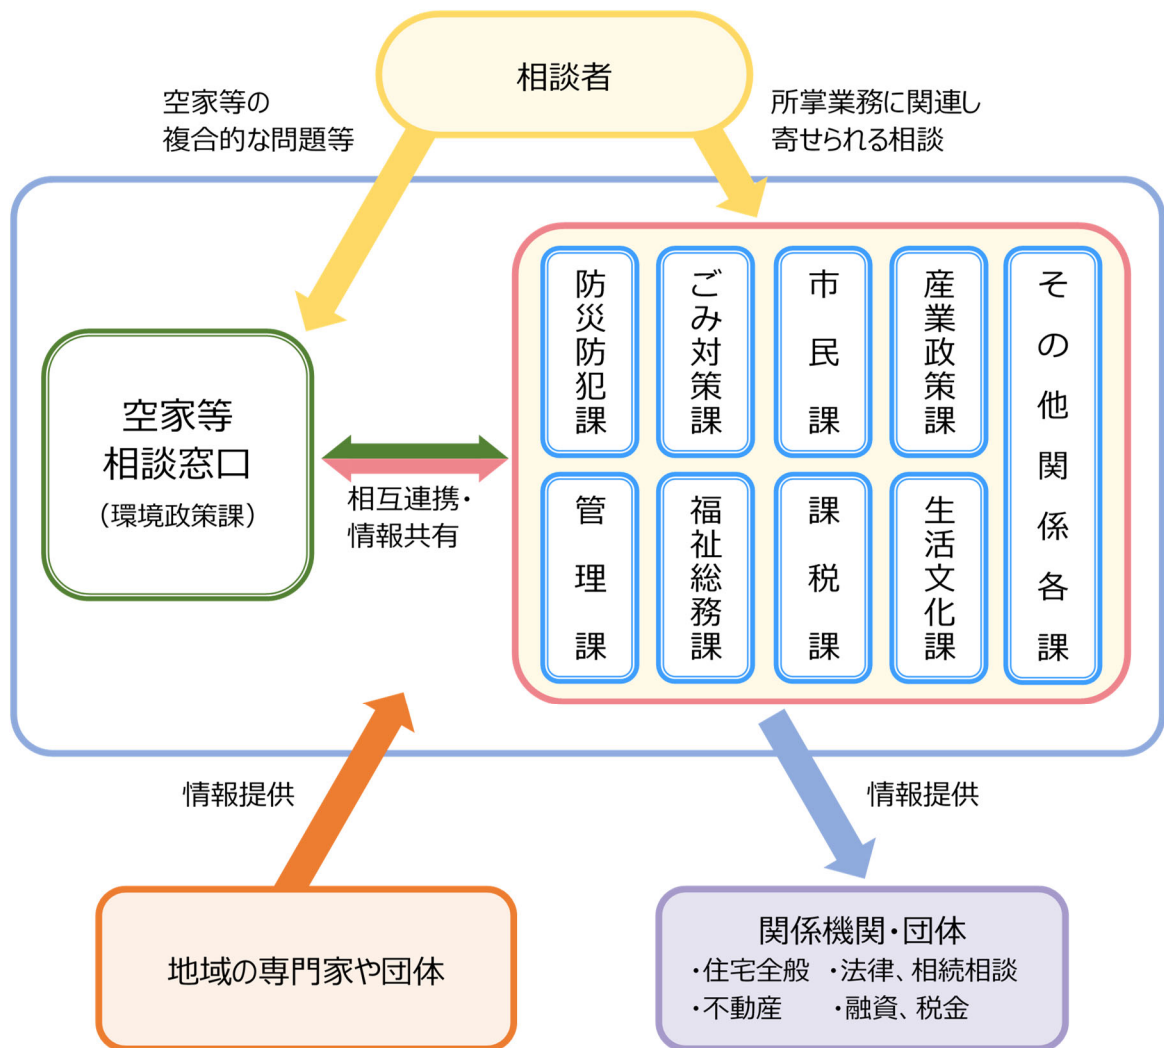 相談者
空家等の
複合的な問題等
所掌業務に関連し
寄せられる相談
空家等
相談窓口
（環境政策課）
相互連携・
情報共有
防災防犯課
ごみ対策課
市民課
産業政策課
その他関係各課
管理課
福祉総務課
課税課
生活文化課
情報提供
情報提供
地域の専門家や団体
関係機関・団体
・住宅全般 ・法律、相続相談
・不動産 ・融資、税金